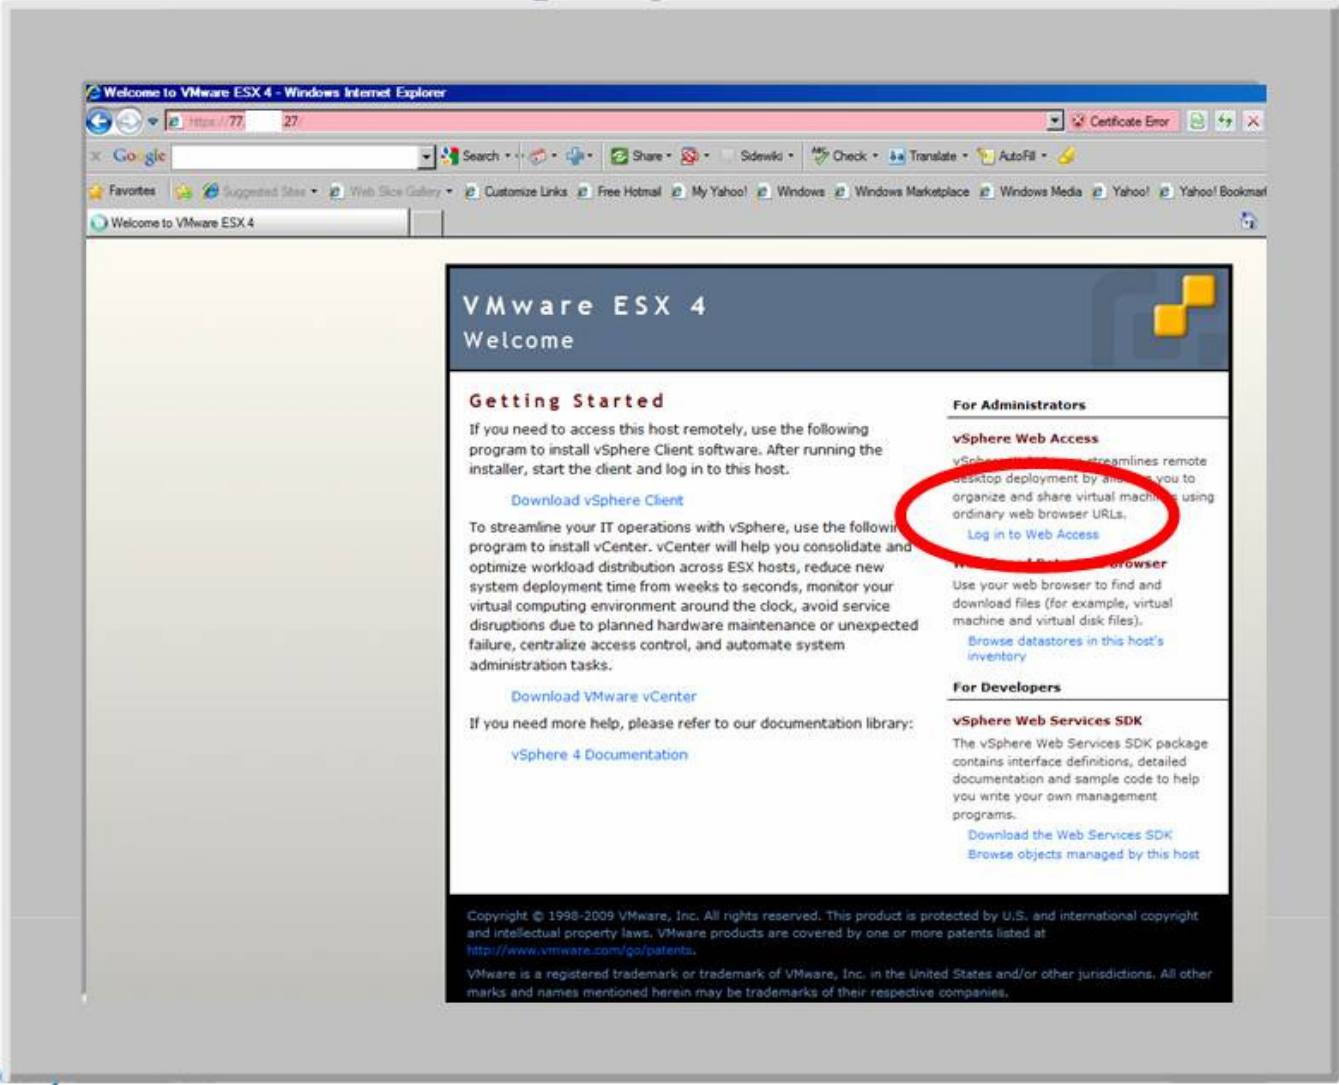 Welcome to VMware ESX 4 - Windows Internet Explorer
https://77. 27/
Certificate Error
Google
Search
Share
Sidewiki
Check
Translate
AutoFill
Favorites
Suggested Sites
Web Slice Gallery
Customize Links
Free Hotmail
My Yahoo!
Windows
Windows Marketplace
Windows Media
Yahoo!
Yahoo! Bookmar
Welcome to VMware ESX 4
VMware ESX 4
Welcome
Getting Started
If you need to access this host remotely, use the following
program to install vSphere Client software. After running the
installer, start the client and log in to this host.
Download vSphere Client
To streamline your IT operations with vSphere, use the following
program to install vCenter. vCenter will help you consolidate and
optimize workload distribution across ESX hosts, reduce new
system deployment time from weeks to seconds, monitor your
virtual computing environment around the clock, avoid service
disruptions due to planned hardware maintenance or unexpected
failure, centralize access control, and automate system
administration tasks.
Download VMware vCenter
If you need more help, please refer to our documentation library:
vSphere 4 Documentation
For Administrators
vSphere Web Access
vSphere streamlines remote
desktop deployment by you to
organize and share virtual machines using
ordinary web browser URLs.
Log in to Web Access
Browser
Use your web browser to find and
download files (for example, virtual
machine and virtual disk files).
Browse datastores in this host's
inventory
For Developers
vSphere Web Services SDK
The vSphere Web Services SDK package
contains interface definitions, detailed
documentation and sample code to help
you write your own management
programs.
Download the Web Services SDK
Browse objects managed by this host
Copyright © 1998-2009 VMware, Inc. All rights reserved. This product is protected by U.S. and international copyright
and intellectual property laws. VMware products are covered by one or more patents listed at
http://www.vmware.com/go/patents.
VMware is a registered trademark or trademark of VMware, Inc. in the United States and/or other jurisdictions. All other
marks and names mentioned herein may be trademarks of their respective companies.